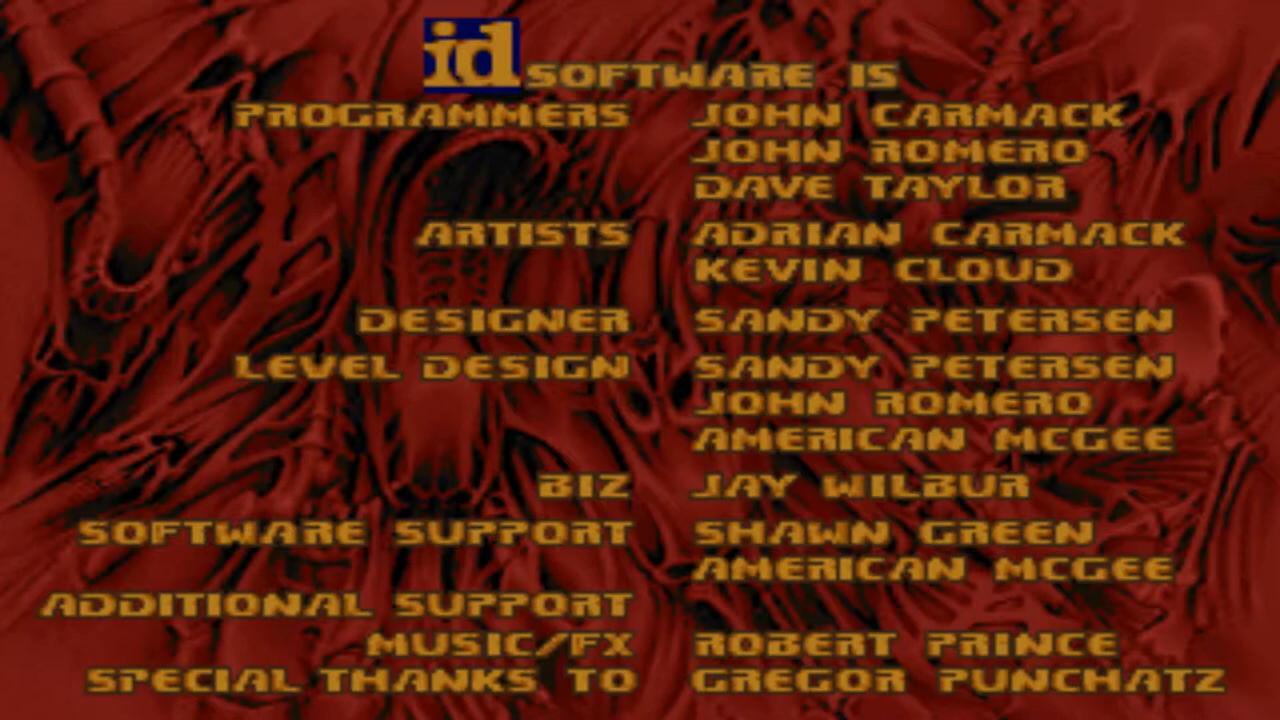 id SOFTWARE IS
PROGRAMMERS JOHN CARMACK
JOHN ROMERO
DAVE TAYLOR
ARTISTS ADRIAN CARMACK
KEVIN CLOUD
DESIGNER SANDY PETERSEN
LEVEL DESIGN SANDY PETERSEN
JOHN ROMERO
AMERICAN MCGEE
BIZ JAY WILBUR
SOFTWARE SUPPORT SHAWN GREEN
AMERICAN MCGEE
ADDITIONAL SUPPORT
MUSIC/FX ROBERT PRINCE
SPECIAL THANKS TO GREGOR PUNCHATZ